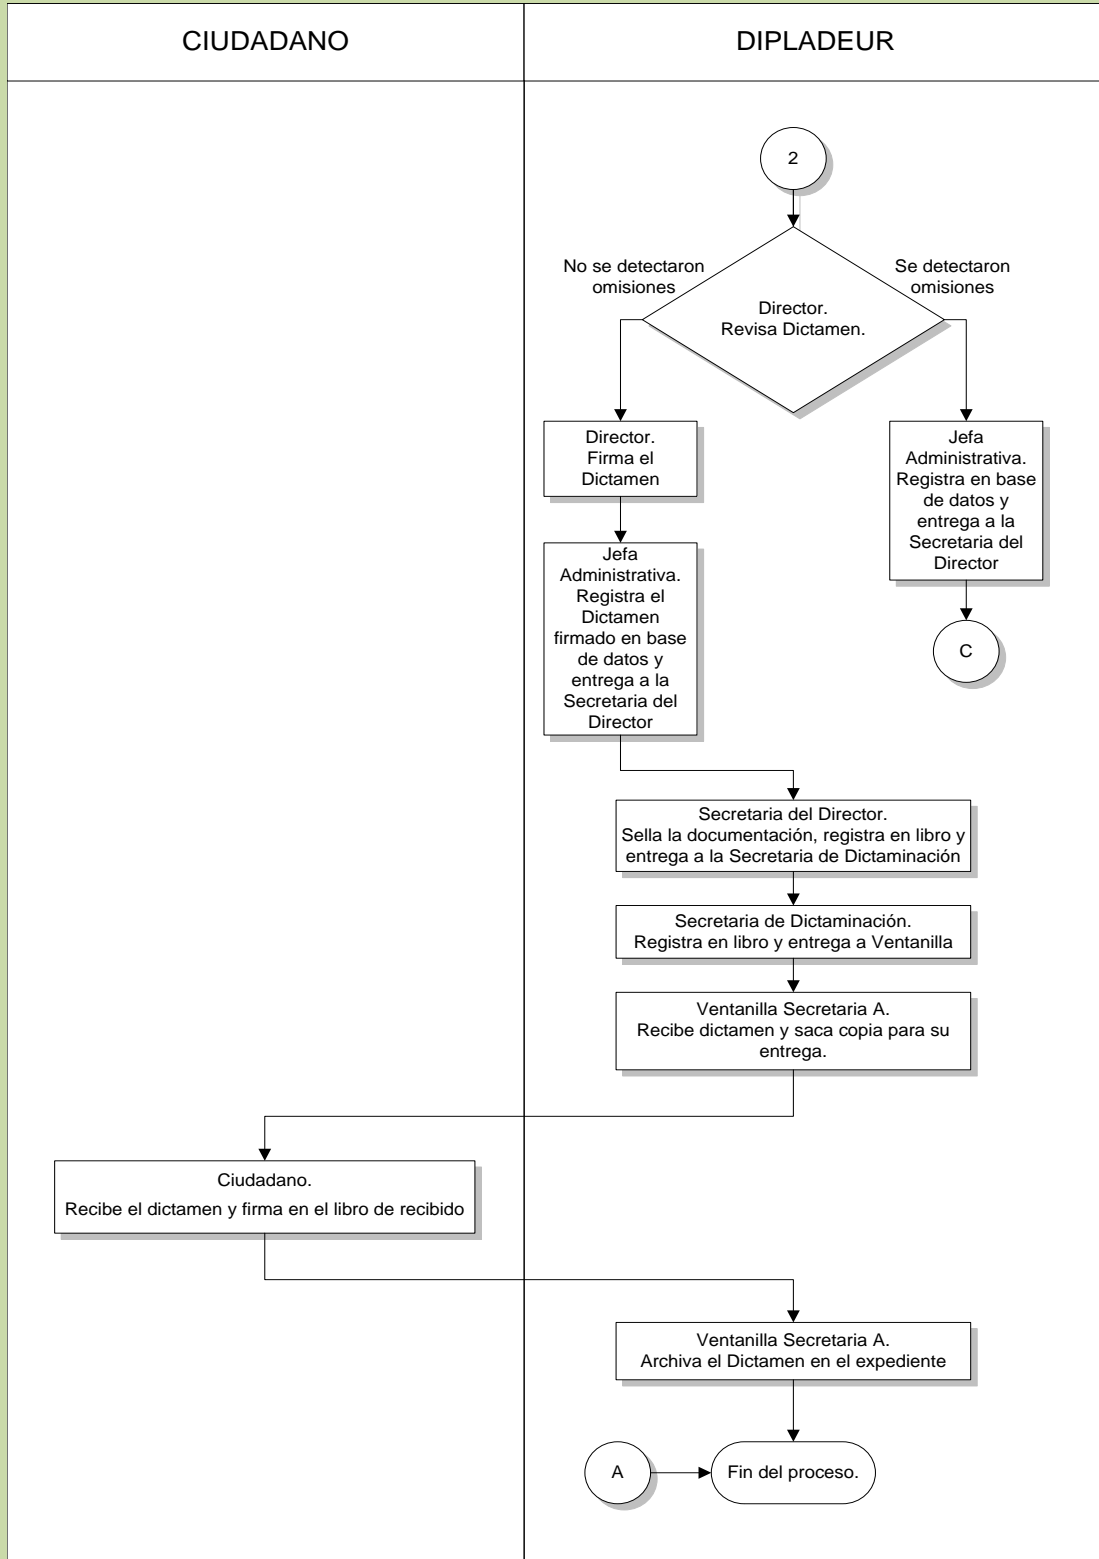 CIUDADANO
DIPLADEUR
2
No se detectaron
omisiones
Se detectaron
omisiones
Director.
Revisa Dictamen.
Director.
Firma el
Dictamen
Jefa
Administrativa.
Registra en base
de datos y
entrega a la
Secretaria del
Director
Jefa
Administrativa.
Registra el
Dictamen
firmado en base
de datos y
entrega a la
Secretaria del
Director
C
Secretaria del Director.
Sella la documentación, registra en libro y
entrega a la Secretaria de Dictaminación
Secretaria de Dictaminación.
Registra en libro y entrega a Ventanilla
Ventanilla Secretaria A.
Recibe dictamen y saca copia para su
entrega.
Ciudadano.
Recibe el dictamen y firma en el libro de recibido
Ventanilla Secretaria A.
Archiva el Dictamen en el expediente
A
Fin del proceso.